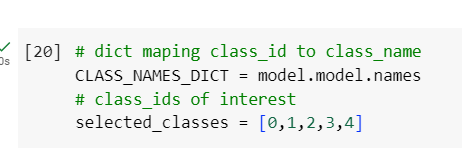 [20] # dict maping class_id to class_name
CLASS_NAMES_DICT = model.model.names
# class_ids of interest
selected_classes = [0,1,2,3,4]
0s